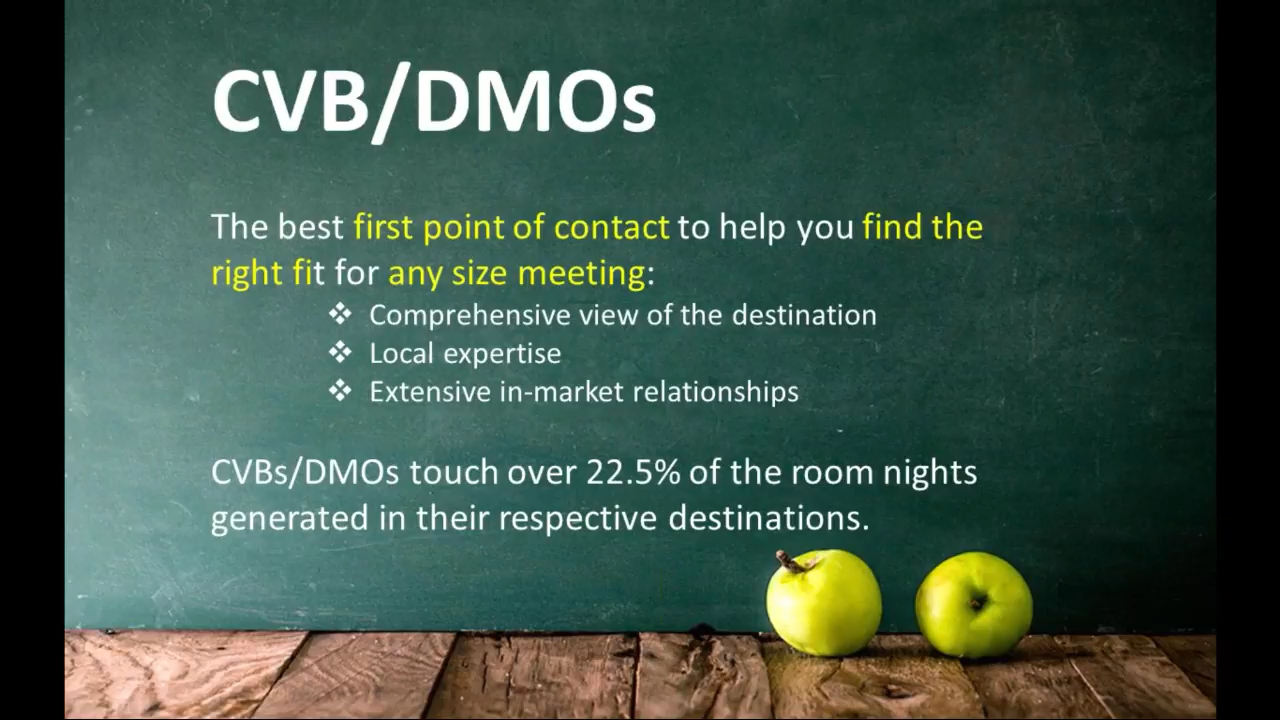 CVB/DMOs
The best first point of contact to help you find the
right fit for any size meeting:
❖ Comprehensive view of the destination
❖ Local expertise
❖ Extensive in-market relationships
CVBs/DMOs touch over 22.5% of the room nights
generated in their respective destinations.